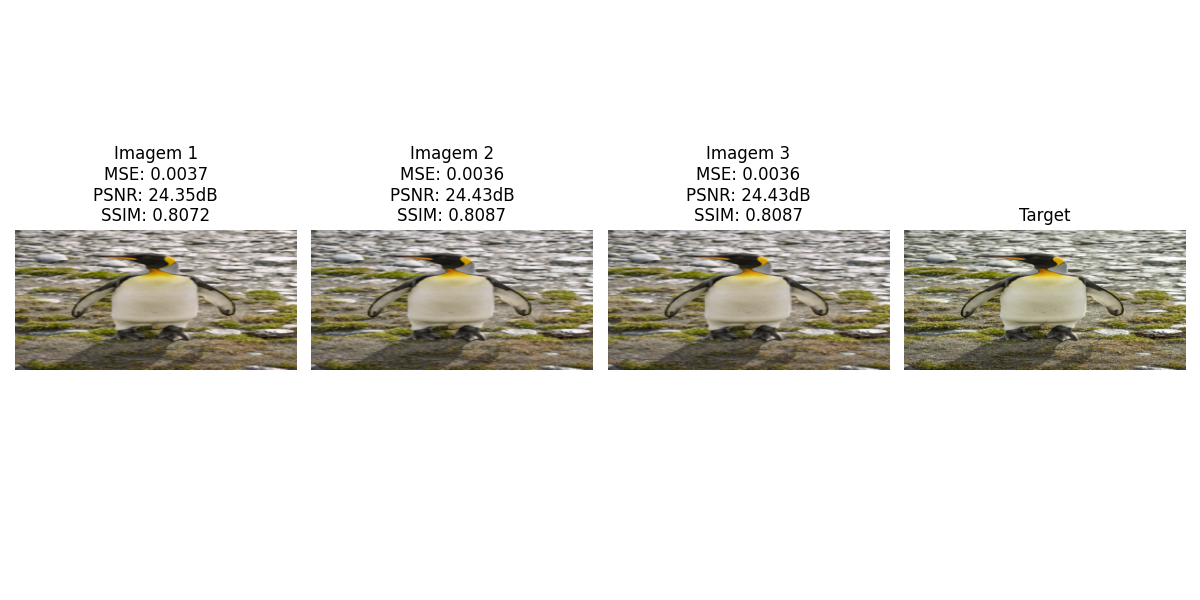 Imagem 1
MSE: 0.0037
PSNR: 24.35dB
SSIM: 0.8072
Imagem 2
MSE: 0.0036
PSNR: 24.43dB
SSIM: 0.8087
Imagem 3
MSE: 0.0036
PSNR: 24.43dB
SSIM: 0.8087
Target